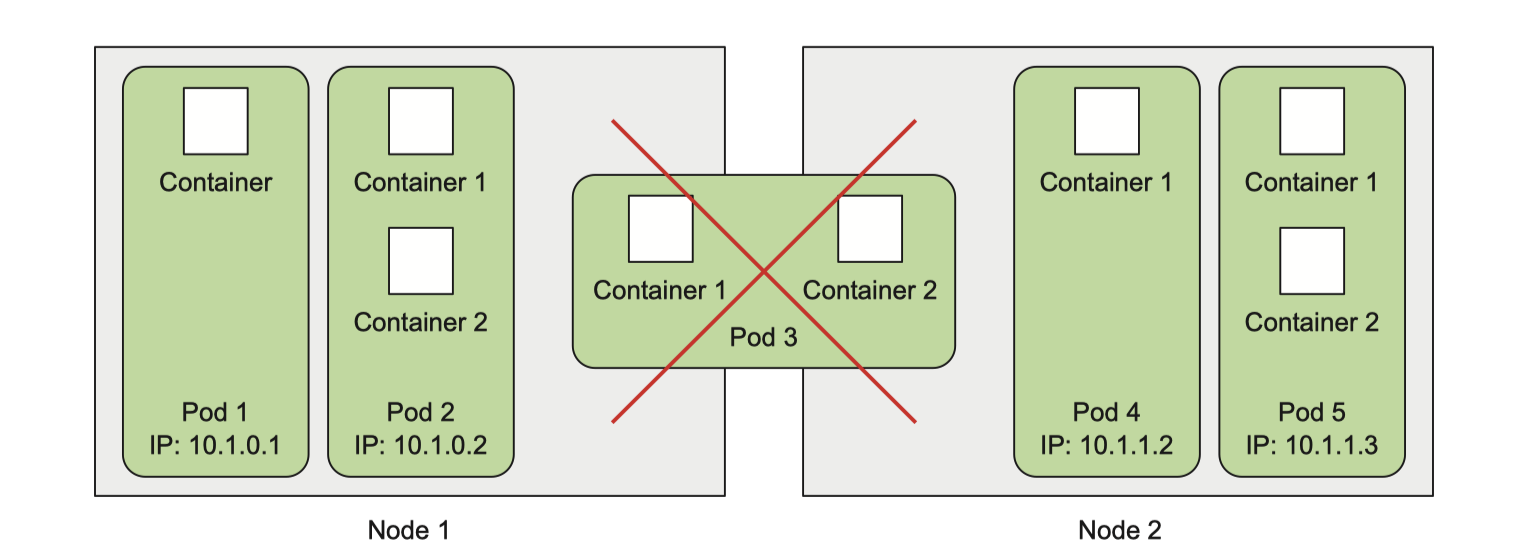 Container
Pod 1
IP: 10.1.0.1
Container 1
Container 2
Pod 2
IP: 10.1.0.2
Node 1
Container 1
Container 2
Pod 3
Container 1
Pod 4
IP: 10.1.1.2
Container 1
Container 2
Pod 5
IP: 10.1.1.3
Node 2